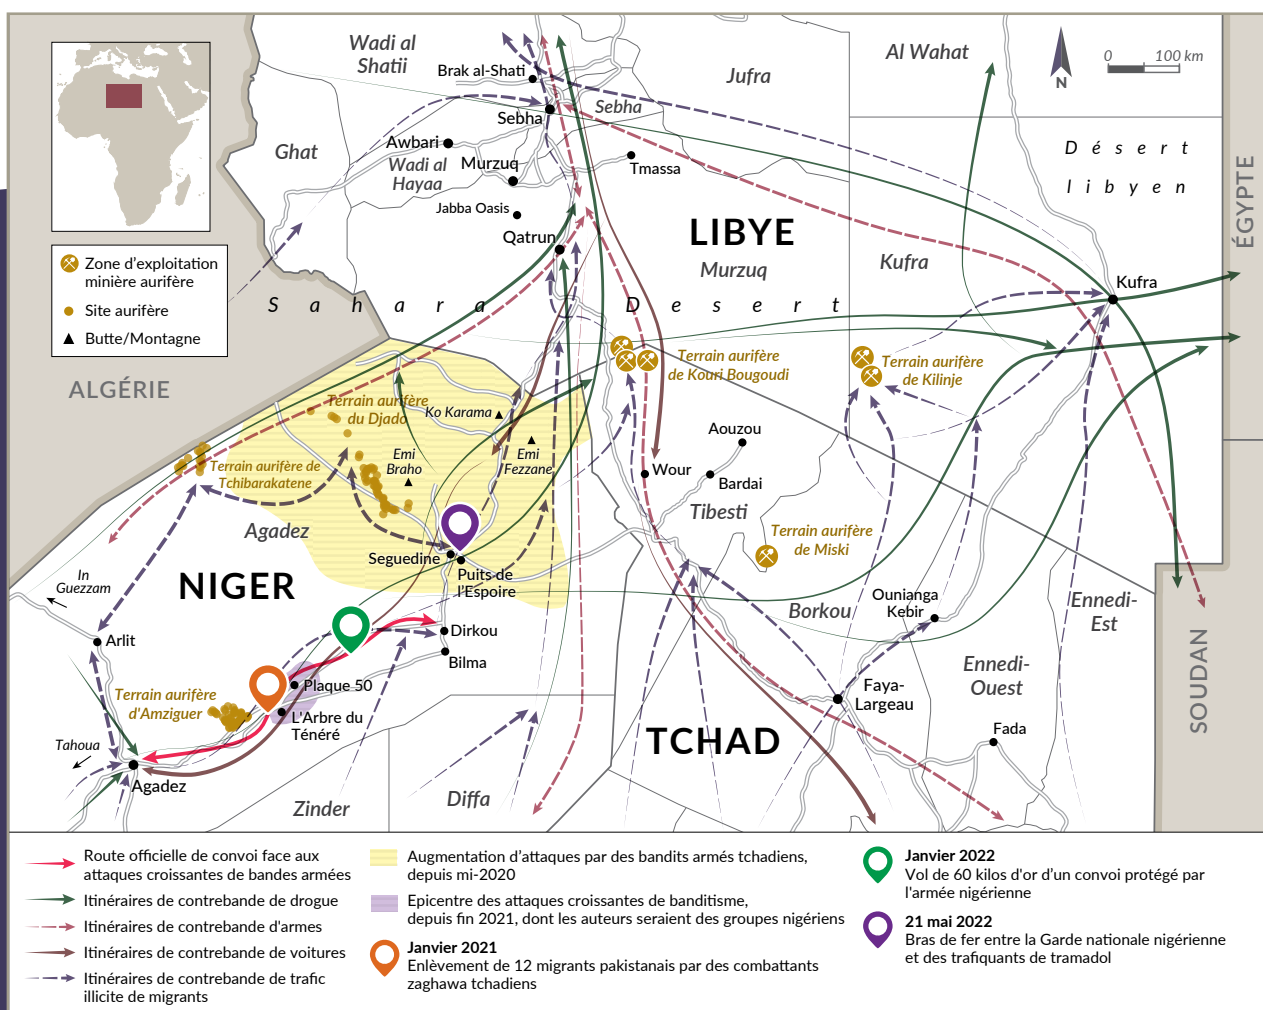 Wadi al
Shatii
Brak al-Shati
Jufra
Al Wahat
N
0
100 km
Sebha
Sebha
Ghat
Awbari
Wadi al
Hayaa
Murzuq
Tmassa
Désert
libyen
ÉGYPTE
Jabba Oasis
Qatrun
LIBYE
Murzuq
Kufra
Kufra
Sahara Desert
Zone d'exploitation
minière aurifère
Site aurifère
Butte/Montagne
ALGÉRIE
Terrain aurifère
de Kouri Bougoudi
Terrain aurifère
de Kilinje
Terrain aurifère
du Djado
Ko Karama
Emi
Braho
Emi
Fezzane
Aouzou
Wour
Bardai
Terrain aurifère de
Tchibarakatene
Agadez
Tibesti
Terrain aurifère
de Miski
Seguedine
Puits de
l'Espoire
NIGER
In
Guezzam
Arlit
Dirkou
Bilma
Borkou
Ounianga
Kebir
Ennedi-
Est
SOUDAN
Ennedi-
Ouest
Terrain aurifère
d'Amziguer
Plaque 50
L'Arbre du
Ténéré
Faya-
Largeau
Fada
TCHAD
Tahoua
Agadez
Zinder
Diffa
Route officielle de convoi face aux
attaques croissantes de bandes armées
Itinéraires de contrebande de drogue
Itinéraires de contrebande d'armes
Itinéraires de contrebande de voitures
Itinéraires de contrebande de trafic
illicite de migrants
Augmentation d'attaques par des bandits armés tchadiens,
depuis mi-2020
Epicentre des attaques croissantes de banditisme,
depuis fin 2021, dont les auteurs seraient des groupes nigériens
Janvier 2021
Enlèvement de 12 migrants pakistanais par des combattants
zaghawa tchadiens
Janvier 2022
Vol de 60 kilos d'or d'un convoi protégé par
l'armée nigérienne
21 mai 2022
Bras de fer entre la Garde nationale nigérienne
et des trafiquants de tramadol